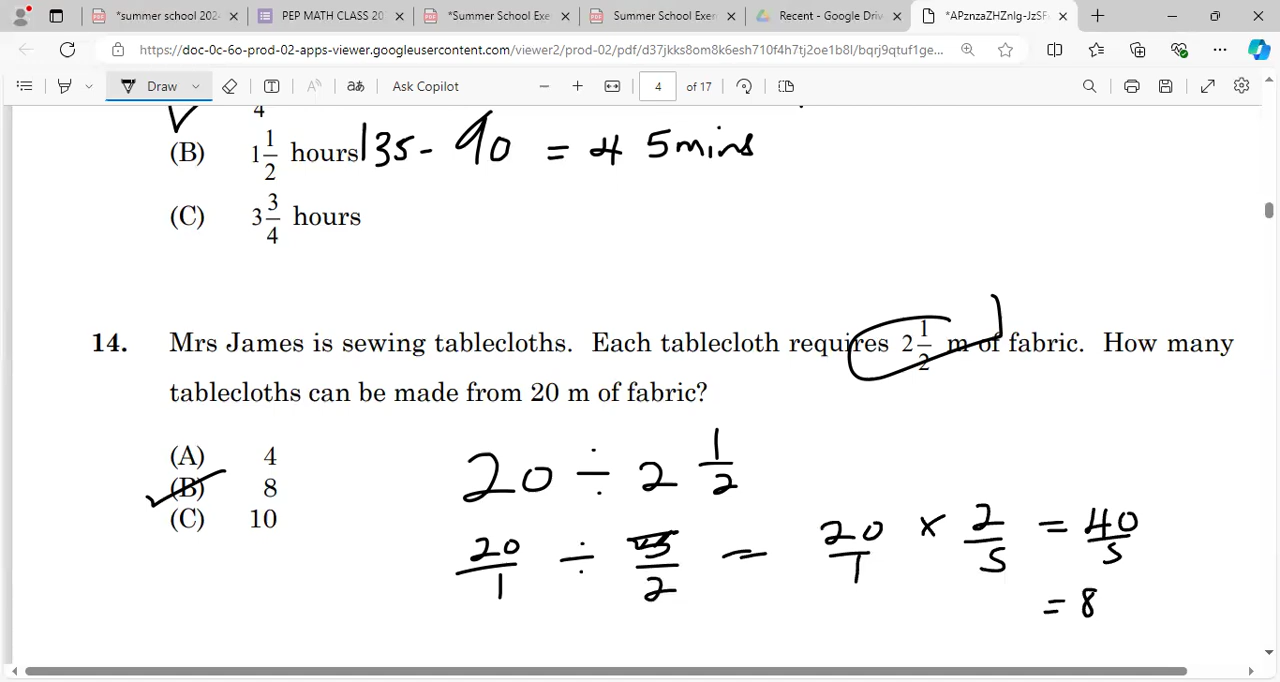 *summer school 202
PEP MATH CLASS 20
*Summer School Exe
Summer School Exer
Recent - Google Driv
*APznzaZHZnlg-JzSF
https://doc-0c-6o-prod-02-apps-viewer.googleusercontent.com/viewer2/prod-02/pdf/d37jkks8om8k6esh710f4h7tj2oe1b8l/bqrj9qtuf1ge...
Draw
aあ
Ask Copilot
4 of 17
4
(B) 1 1/2 hours 135 - 90 = 45mins
(C) 3 3/4 hours
14. Mrs James is sewing tablecloths. Each tablecloth requires 2 1/2 m of fabric. How many
tablecloths can be made from 20 m of fabric?
(A) 4
(B) 8
(C) 10
20 ÷ 2 1/2
20/1 ÷ 5/2 = 20/1 × 2/5 = 40/5
= 8